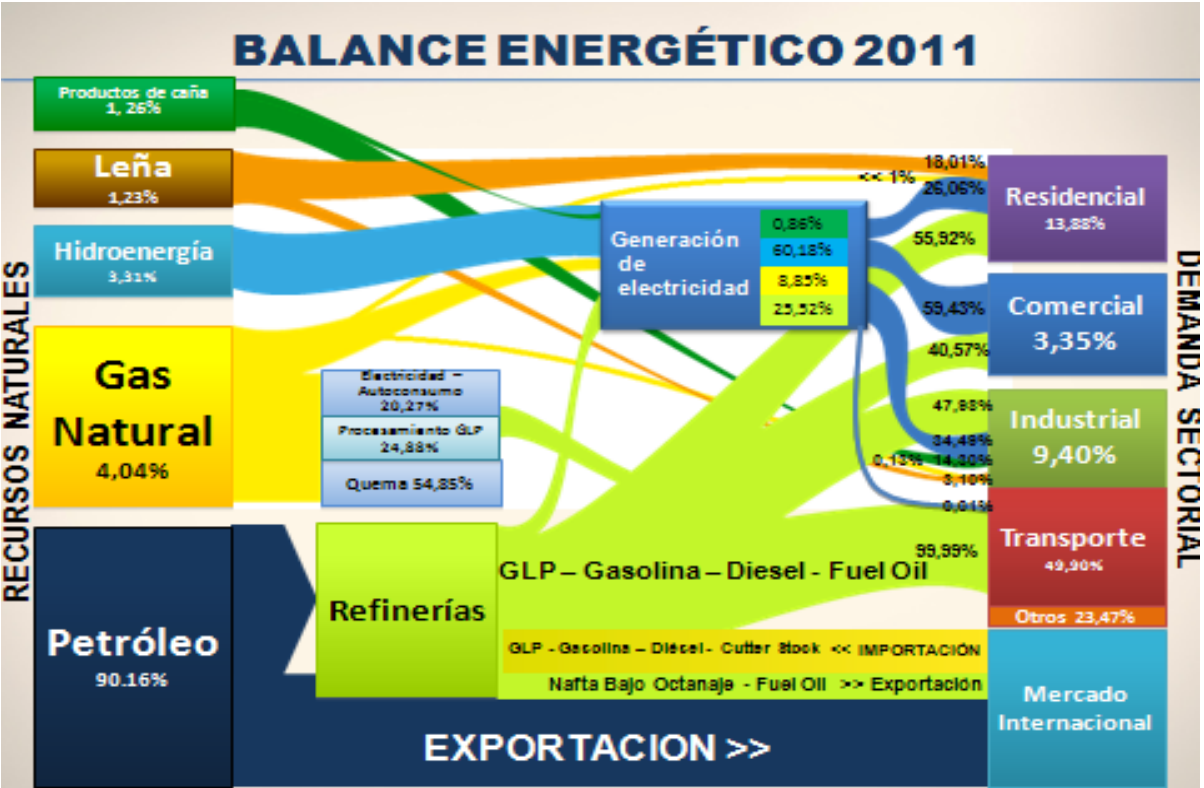 BALANCE ENERGÉTICO 2011
RECURSOS NATURALES
Productos de caña
1, 26%
Leña
1,23%
Hidroenergía
3,31%
Gas
Natural
4,04%
Petróleo
90.16%
Electricidad –
Autoconsumo
20,27%
Procesamiento GLP
24,88%
Quema 54,85%
Refinerías
Generación
de
electricidad
0,86%
60,18%
8,85%
25,52%
18,01%
<< 1%
26,06%
55,92%
59,43%
40,57%
47,98%
34,49%
0,13% 14,30%
3,10%
0,01%
99,99%
GLP – Gasolina – Diesel - Fuel Oil
GLP - Gasolina – Diésel - Cutter Stock << IMPORTACIÓN
Nafta Bajo Octanaje - Fuel Oil >> Exportación
EXPORTACION >>
Residencial
13,88%
Comercial
3,35%
Industrial
9,40%
Transporte
49,90%
Otros 23,47%
Mercado
Internacional
DEMANDA SECTORIAL